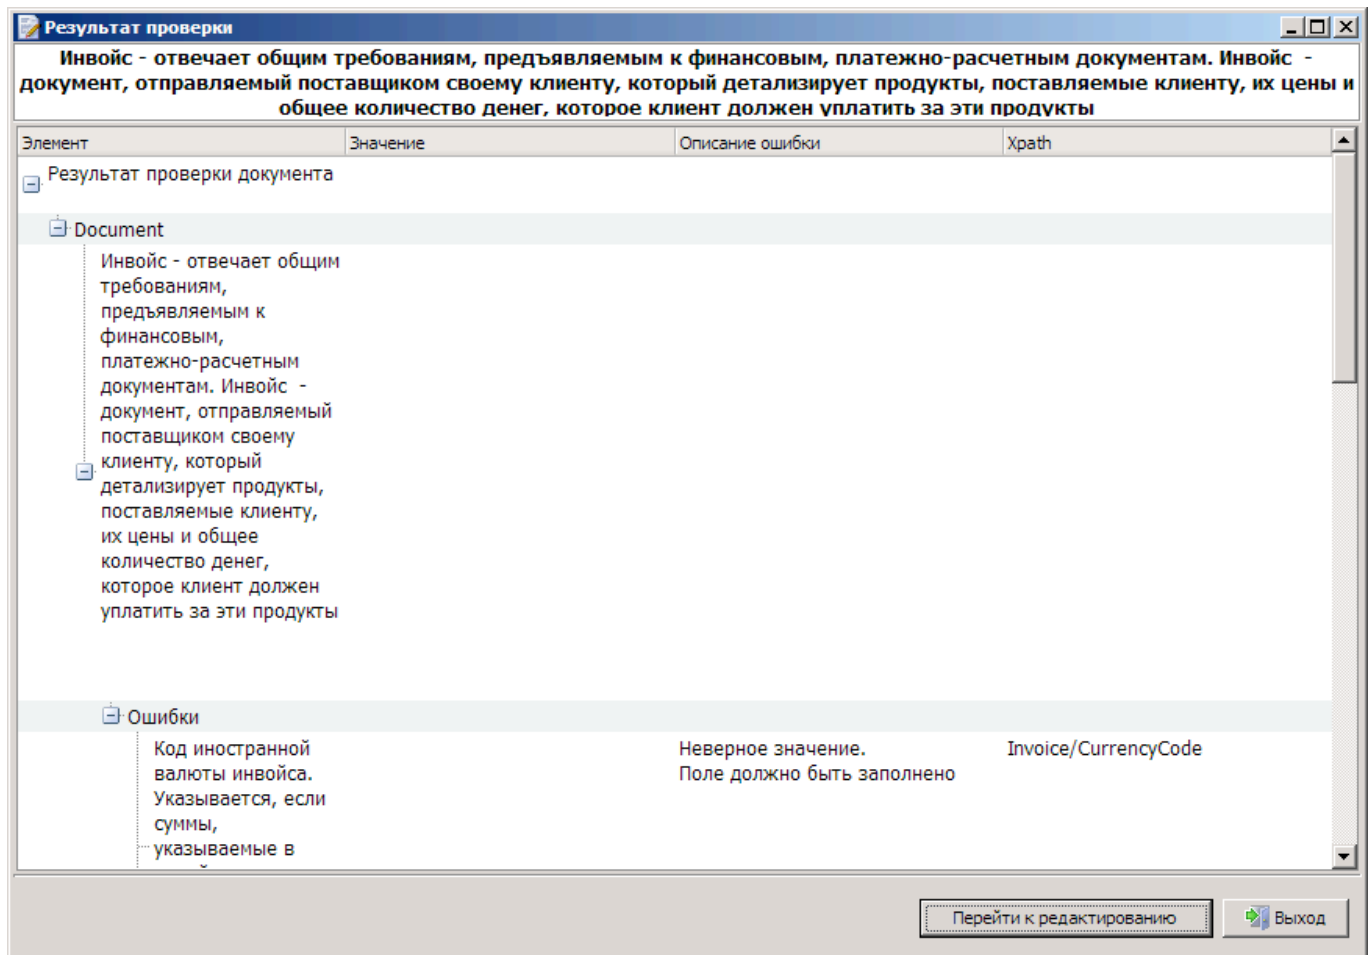 Результат проверки
Инвойс - отвечает общим требованиям, предъявляемым к финансовым, платежно-расчетным документам. Инвойс -
документ, отправляемый поставщиком своему клиенту, который детализирует продукты, поставляемые клиенту, их цены и
общее количество денег, которое клиент должен уплатить за эти продукты
Элемент Значение Описание ошибки Xpath
Результат проверки документа
Document
Инвойс - отвечает общим
требованиям,
предъявляемым к
финансовым,
платежно-расчетным
документам. Инвойс -
документ, отправляемый
поставщиком своему
клиенту, который
детализирует продукты,
поставляемые клиенту,
их цены и общее
количество денег,
которое клиент должен
уплатить за эти продукты
Ошибки
Код иностранной Неверное значение. Invoice/CurrencyCode
валюты инвойса. Поле должно быть заполнено
Указывается, если
суммы,
указываемые в
Перейти к редактированию Выход